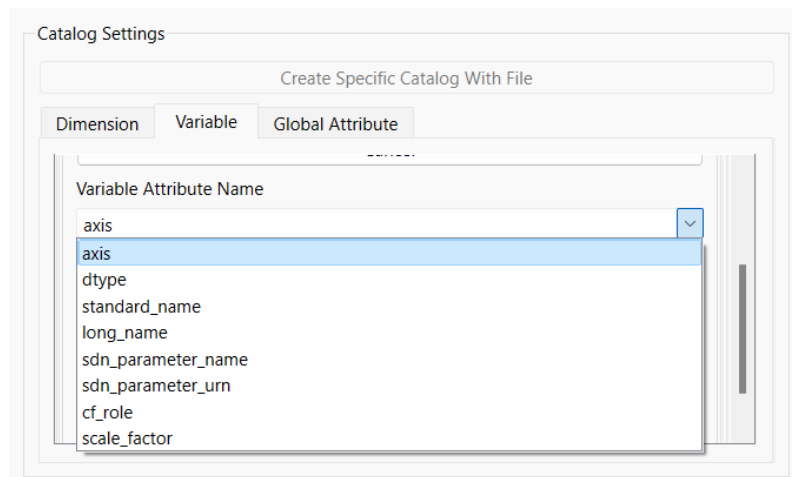 Catalog Settings
Create Specific Catalog With File
Dimension Variable Global Attribute
Variable Attribute Name
axis
axis
dtype
standard_name
long_name
sdn_parameter_name
sdn_parameter_urn
cf_role
scale_factor